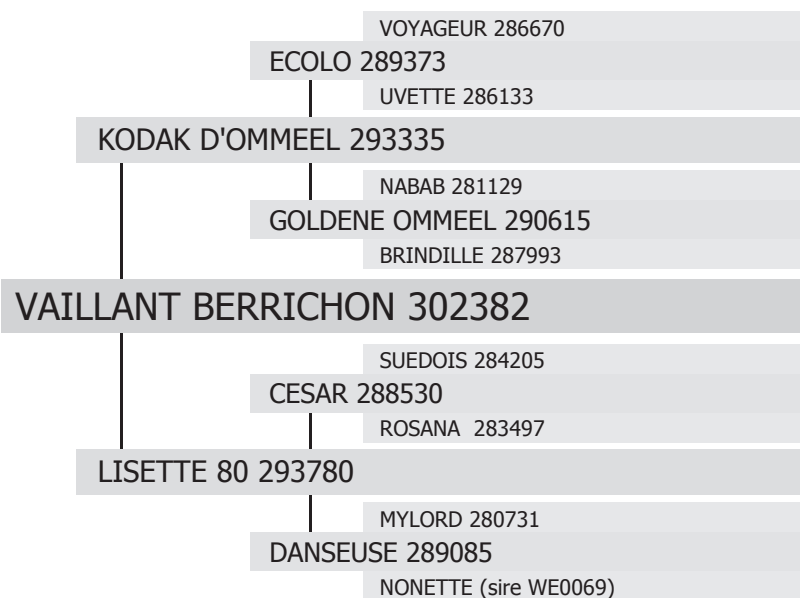 VOYAGEUR 286670
ECOLO 289373
UVETTE 286133
KODAK D'OMMEEL 293335
NABAB 281129
GOLDENE OMMEEL 290615
BRINDILLE 287993
VAILLANT BERRICHON 302382
SUEDOIS 284205
CESAR 288530
ROSANA 283497
LISETTE 80 293780
MYLORD 280731
DANSEUSE 289085
NONETTE (sire WE0069)